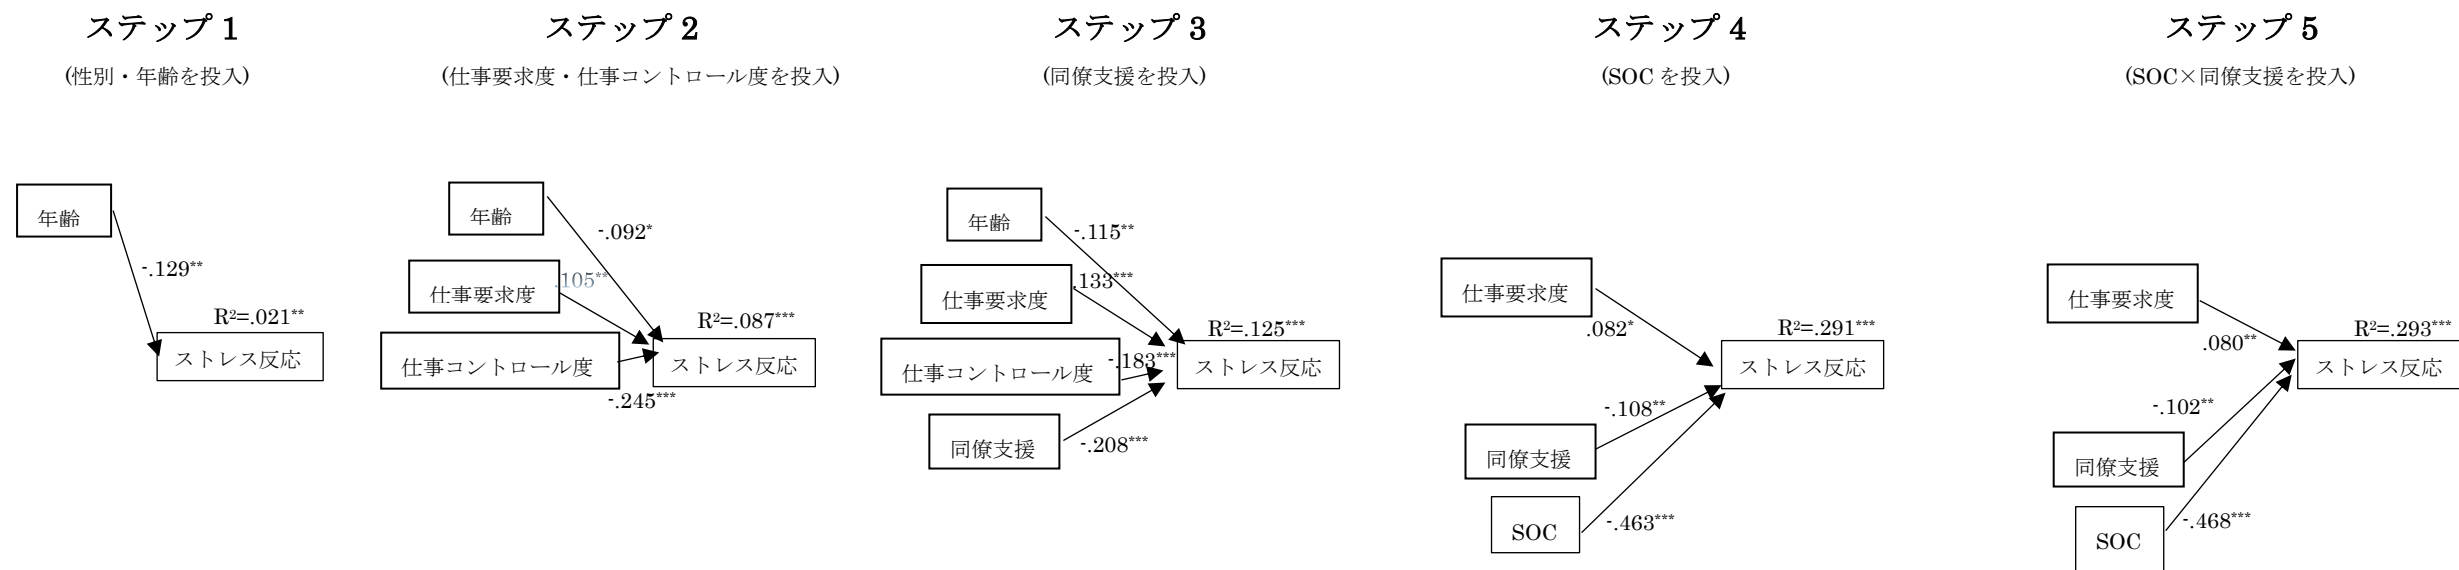 ステップ 1
(性別・年齢を投入)
年齢
-.129**
R²=.021**
ストレス反応
ステップ 2
(仕事要求度・仕事コントロール度を投入)
年齢
-.092*
仕事要求度
.105**
仕事コントロール度
R²=.087***
ストレス反応
-.245***
ステップ 3
(同僚支援を投入)
年齢
-.115**
仕事要求度
.133***
仕事コントロール度
R²=.125***
-.183***
ストレス反応
同僚支援
-.208***
ステップ 4
(SOC を投入)
仕事要求度
.082*
R²=.291***
ストレス反応
-.108**
同僚支援
-.463***
SOC
ステップ 5
(SOC×同僚支援を投入)
仕事要求度
.080**
R²=.293***
ストレス反応
-.102**
同僚支援
-.468***
SOC